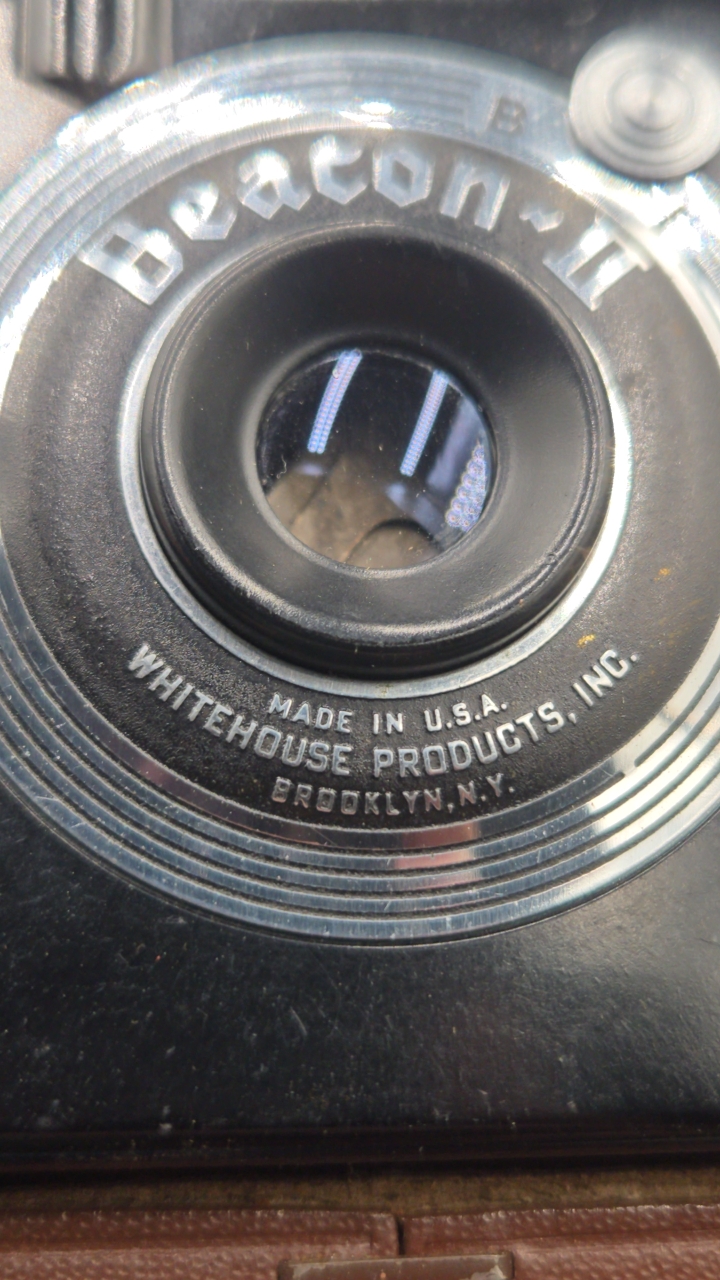 B
Beacon-II
MADE IN U.S.A.
WHITEHOUSE PRODUCTS, INC.
BROOKLYN, N.Y.